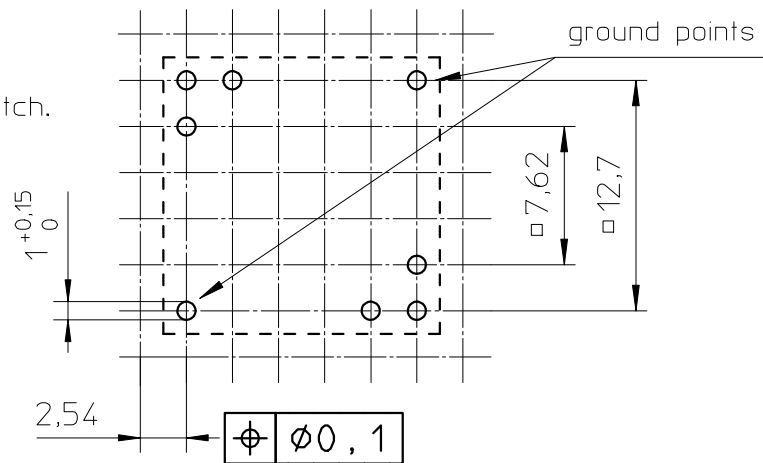 ground points
tch.
1 +0,15 0
□7,62
□12,7
2,54
⌖ Ø0,1